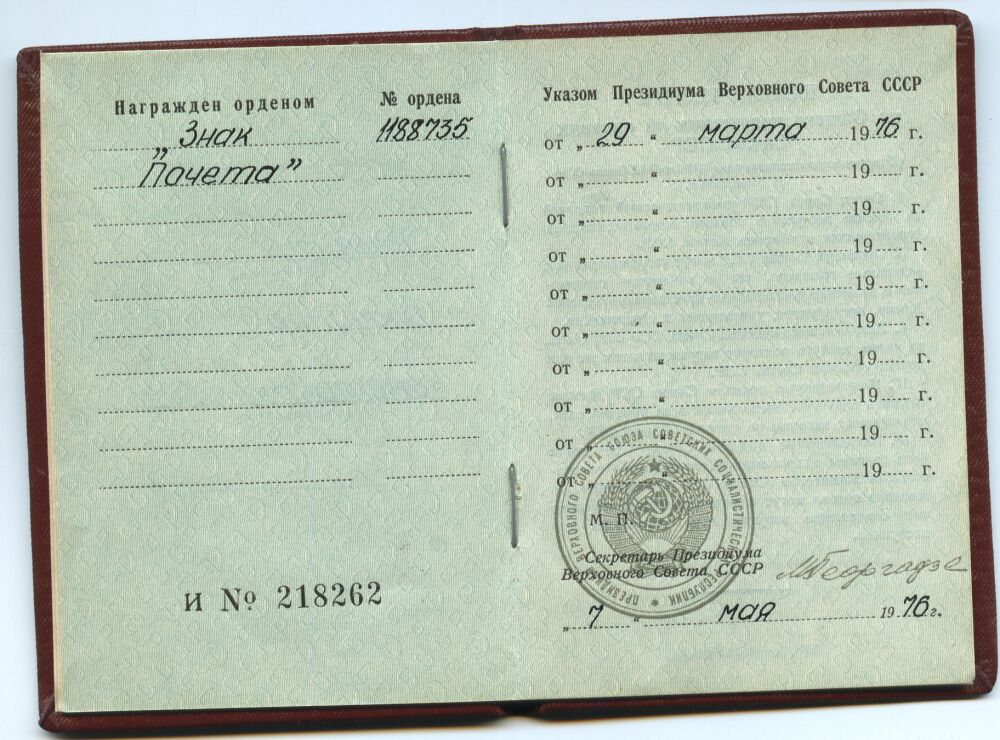 Награжден орденом
№ ордена
„Знак
1188735
Почета”
И № 218262
Указом Президиума Верховного Совета СССР
от „ 29 “ марта 1976 г.
от „ “ 19 г.
от „ “ 19 г.
от „ “ 19 г.
от „ “ 19 г.
от „ “ 19 г.
от „ “ 19 г.
от „ “ 19 г.
от „ “ 19 г.
от „ “ 19 г.
ПРЕЗИДИУМ ВЕРХОВНОГО СОВЕТА СОЮЗА СОВЕТСКИХ СОЦИАЛИСТИЧЕСКИХ РЕСПУБЛИК
М. П.
Секретарь Президиума
Верховного Совета СССР
МГеоргадзе
„ 7 “ мая 1976 г.